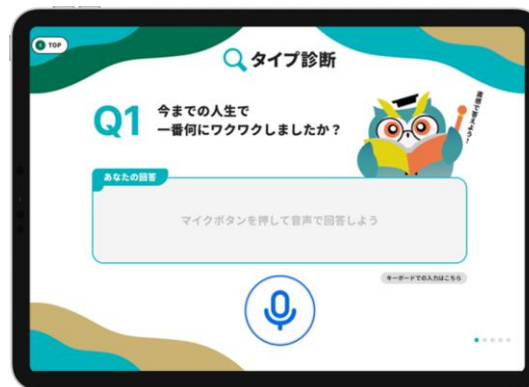 TOP
タイプ診断
Q1
今までの人生で
一番何にワクワクしましたか？
直感で答えよう！
あなたの回答
マイクボタンを押して音声で回答しよう
キーボードでの入力はこちら